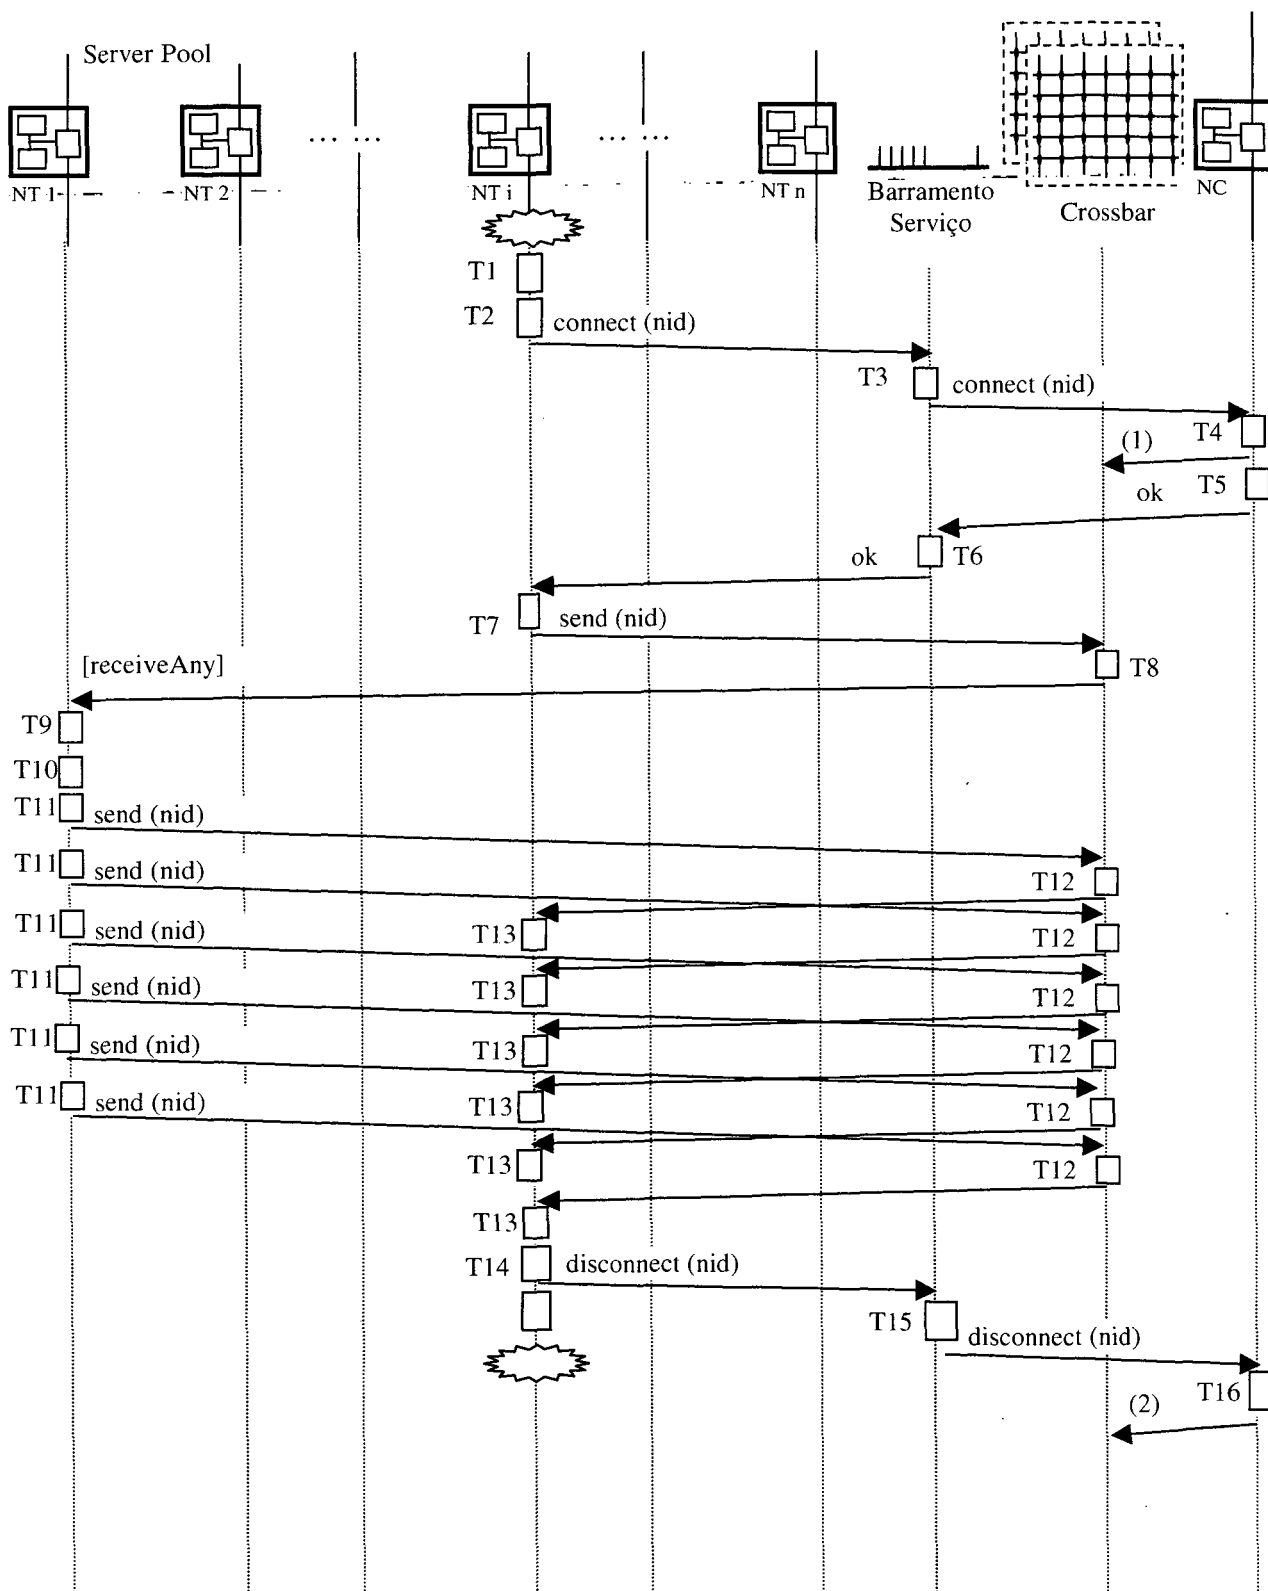 Server Pool
NT 1
NT 2
NT i
NT n
Barramento
Serviço
Crossbar
NC
T1
T2
connect (nid)
T3
connect (nid)
T4
(1)
T5
ok
T6
ok
T7
send (nid)
T8
[receiveAny]
T9
T10
T11
send (nid)
T11
send (nid)
T12
T11
send (nid)
T13
T12
T11
send (nid)
T13
T12
T11
send (nid)
T13
T12
T11
send (nid)
T13
T12
T13
T12
T13
T14
disconnect (nid)
T15
disconnect (nid)
T16
(2)